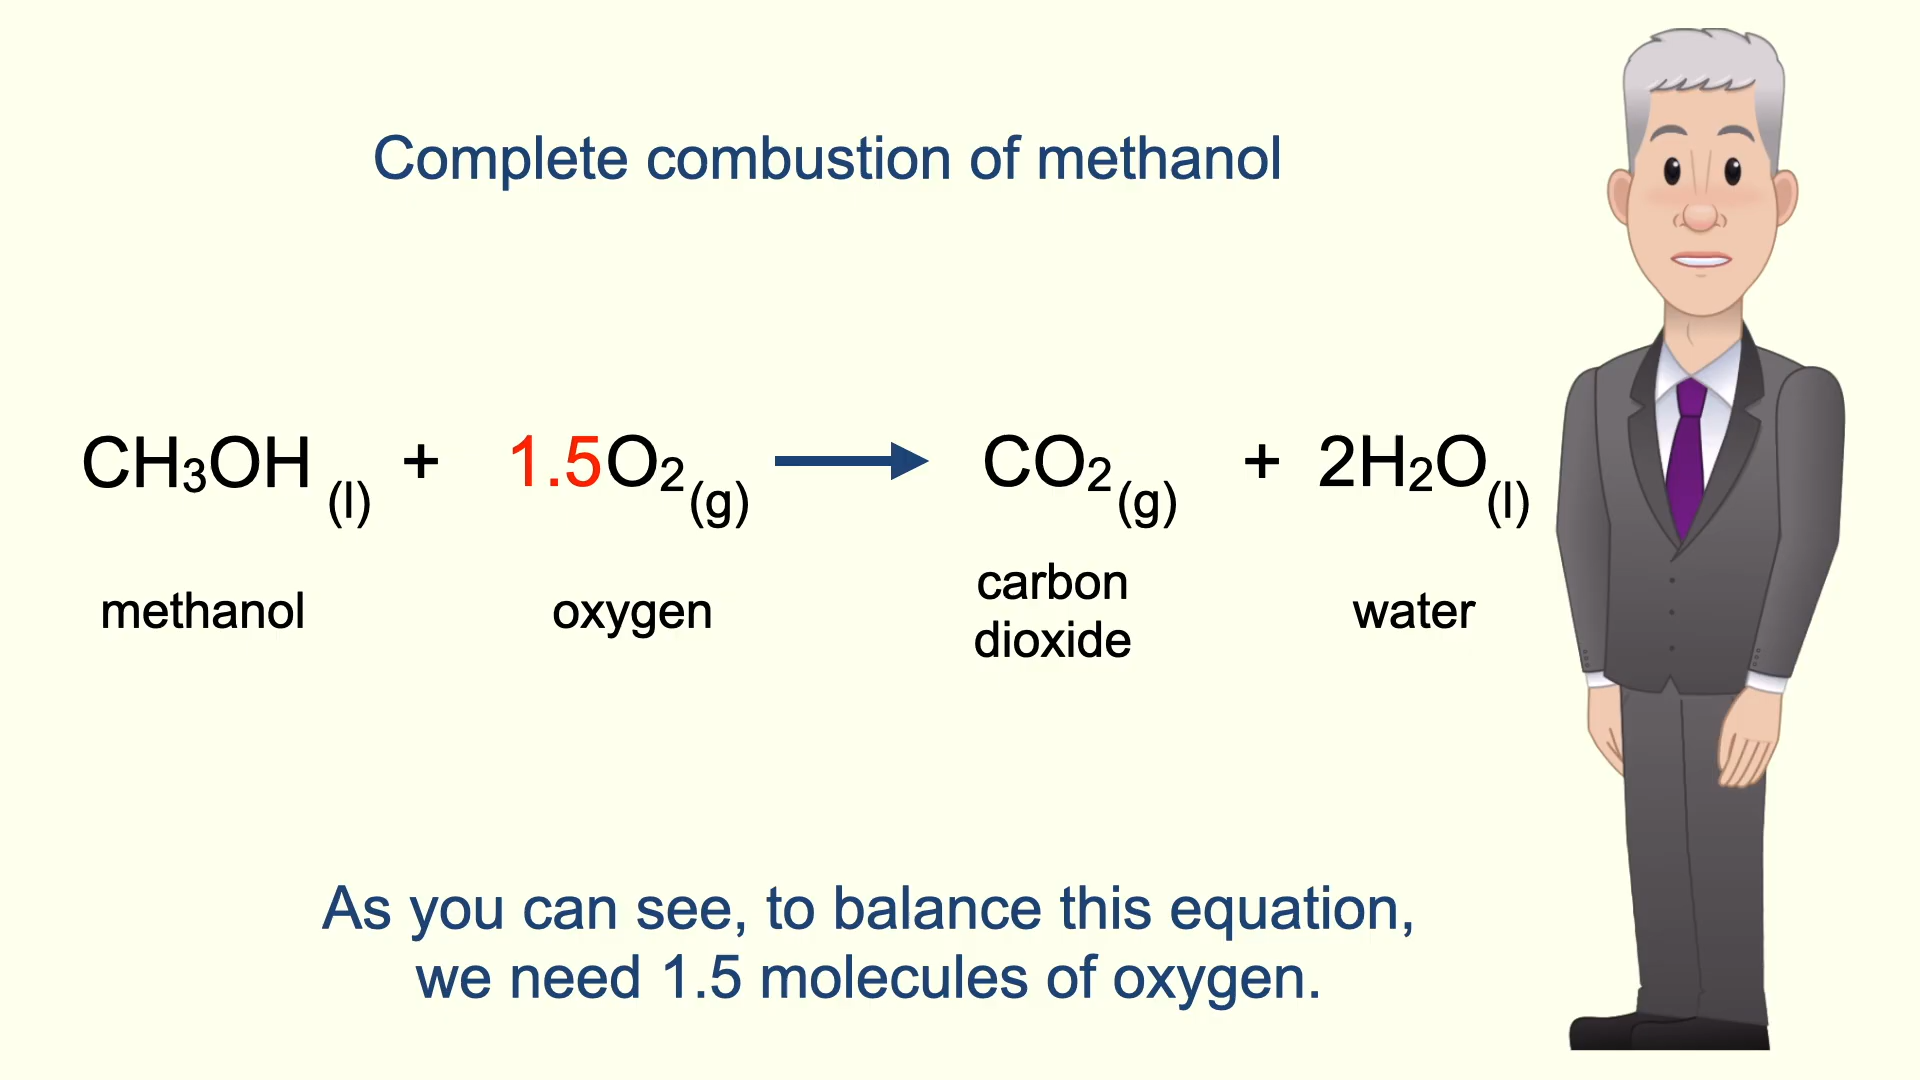 Complete combustion of methanol
CH₃OH (l) + 1.5O₂(g) → CO₂(g) + 2H₂O(l)
methanol oxygen carbon dioxide water
As you can see, to balance this equation,
we need 1.5 molecules of oxygen.